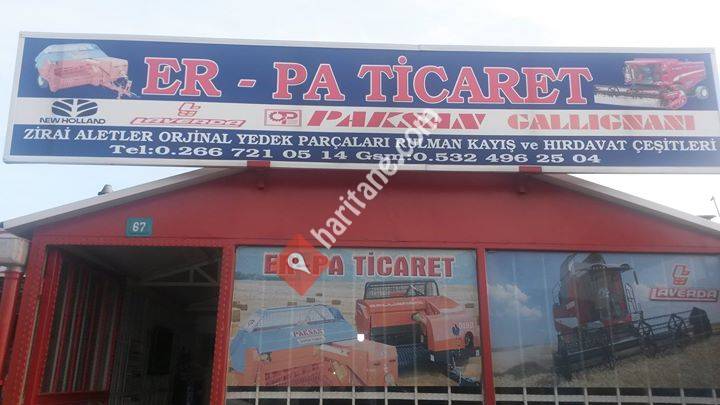 ER - PA TİCARET
NEW HOLLAND LAVERDA PAKSAN GALLIGNANI
ZİRAİ ALETLER ORJİNAL YEDEK PARÇALARI RULMAN KAYIŞ ve HIRDAVAT ÇEŞİTLERİ
Tel:0.266 721 05 14 Gsm:0.532 496 25 04
67
haritane.com
ER-PA TİCARET
LAVERDA
PAKSAN